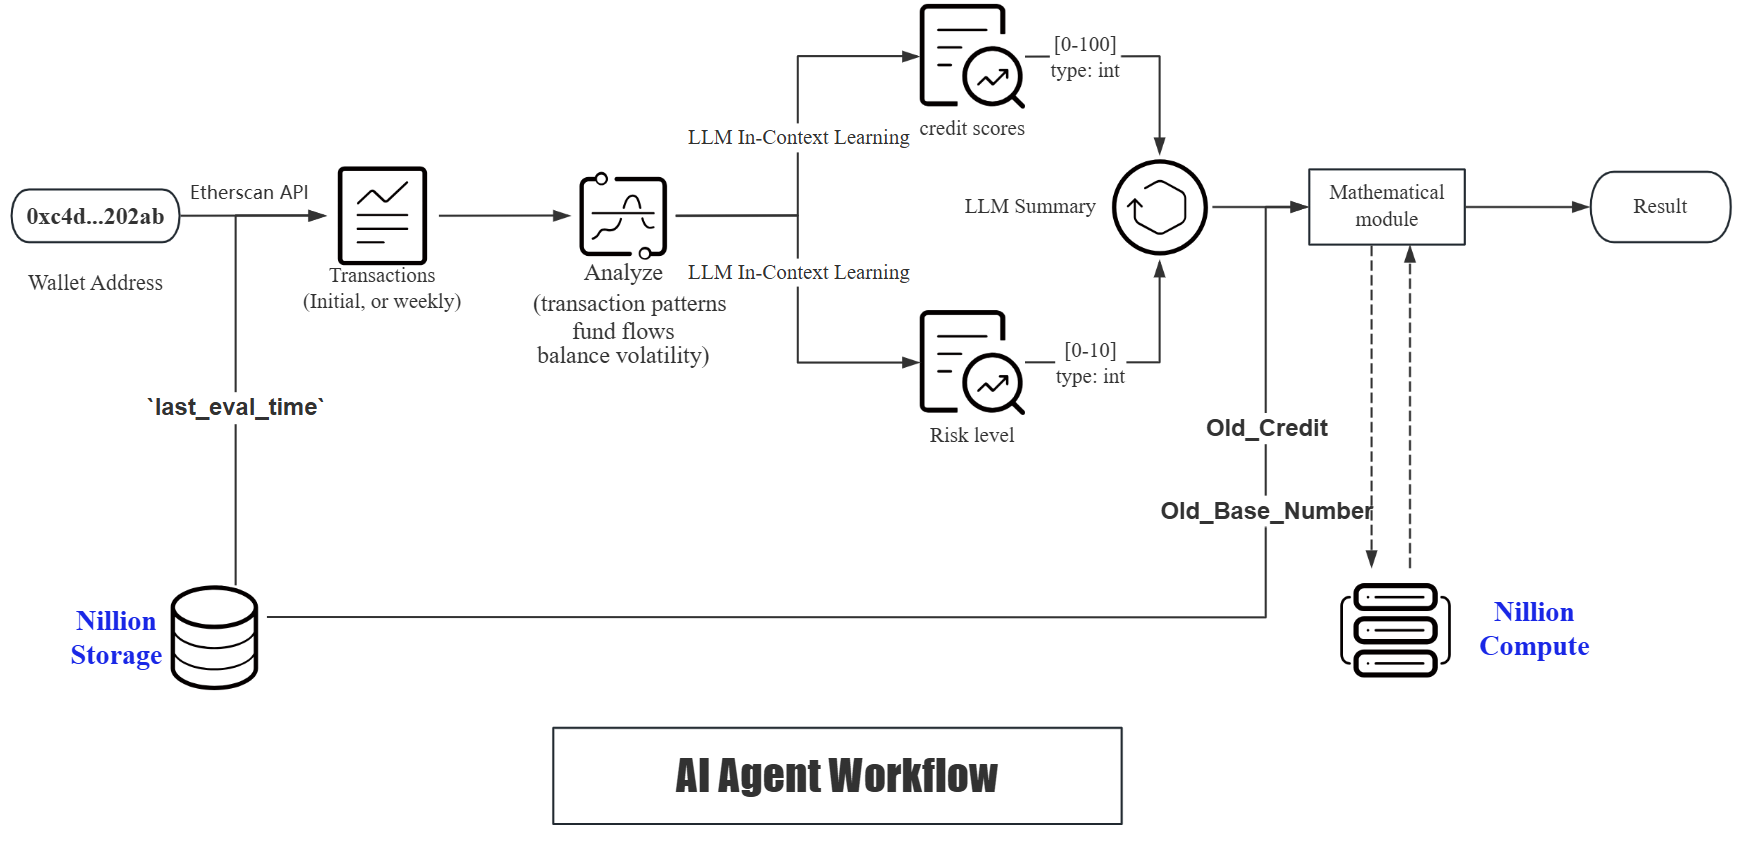 [0-100]
type: int
credit scores
LLM In-Context Learning
Etherscan API
0xc4d...202ab
Wallet Address
Transactions
(Initial, or weekly)
Analyze
(transaction patterns
fund flows
balance volatility)
LLM In-Context Learning
LLM Summary
Mathematical
module
Result
[0-10]
type: int
Risk level
`last_eval_time`
Old_Credit
Old_Base_Number
Nillion
Storage
Nillion
Compute
AI Agent Workflow